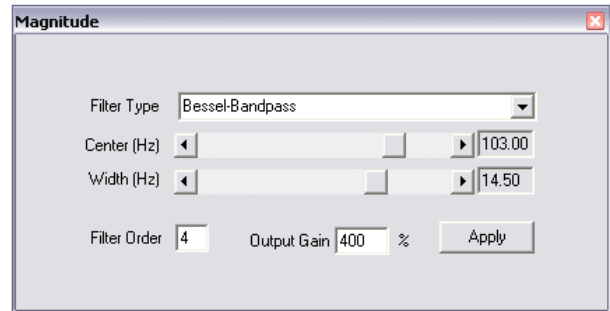 Magnitude
Filter Type Bessel-Bandpass
Center (Hz) 103.00
Width (Hz) 14.50
Filter Order 4 Output Gain 400 % Apply